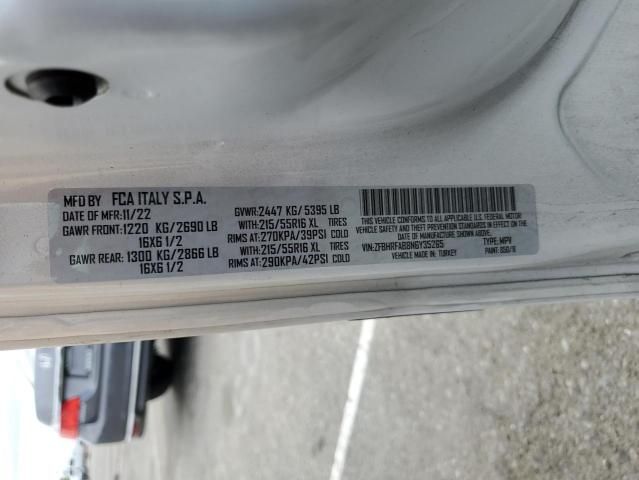 MFD BY FCA ITALY S.P.A.
DATE OF MFR:11/22
GAWR FRONT:1220 KG/2690 LB
16X6 1/2
GAWR REAR: 1300 KG/2866 LB
16X6 1/2
GVWR:2447 KG/5395 LB
WITH:215/55R16 XL TIRES
RIMS AT:270KPA/39PSI COLD
WITH:215/55R16 XL TIRES
RIMS AT:290KPA/42PSI COLD
THIS VEHICLE CONFORMS TO ALL APPLICABLE FEDERAL MOTOR
VEHICLE SAFETY AND THEFT PREVENTION STANDARDS IN EFFECT ON THE
DATE OF MANUFACTURE SHOWN ABOVE.
VIN:ZFBHRFAB8N6Y35265 TYPE: MPV
VEHICLE MADE IN: TURKEY PAINT: